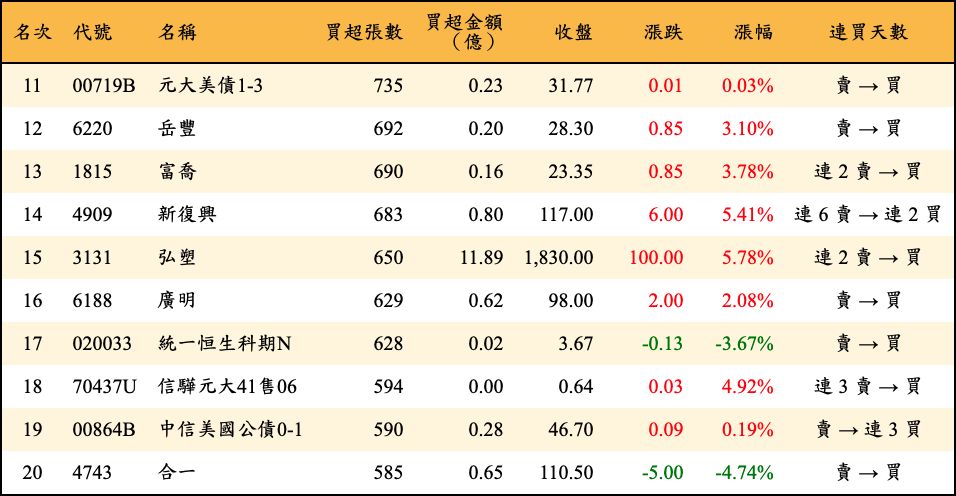 名次 代號 名稱 買超張數 買超金額（億） 收盤 漲跌 漲幅 連買天數
11 00719B 元大美債1-3 735 0.23 31.77 0.01 0.03% 賣 → 買
12 6220 岳豐 692 0.20 28.30 0.85 3.10% 賣 → 買
13 1815 富喬 690 0.16 23.35 0.85 3.78% 連 2 賣 → 買
14 4909 新復興 683 0.80 117.00 6.00 5.41% 連 6 賣 → 連 2 買
15 3131 弘塑 650 11.89 1,830.00 100.00 5.78% 連 2 賣 → 買
16 6188 廣明 629 0.62 98.00 2.00 2.08% 賣 → 買
17 020033 統一恒生科期N 628 0.02 3.67 -0.13 -3.67% 賣 → 買
18 70437U 信驊元大41售06 594 0.00 0.64 0.03 4.92% 連 3 賣 → 買
19 00864B 中信美國公債0-1 590 0.28 46.70 0.09 0.19% 賣 → 連 3 買
20 4743 合一 585 0.65 110.50 -5.00 -4.74% 賣 → 買